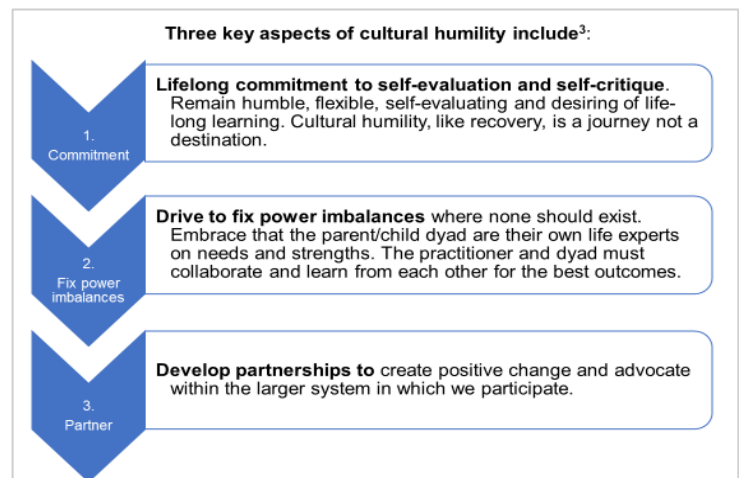 Three key aspects of cultural humility include³:
1.
Commitment
Lifelong commitment to self-evaluation and self-critique.
Remain humble, flexible, self-evaluating and desiring of life-
long learning. Cultural humility, like recovery, is a journey not a
destination.
2.
Fix power
imbalances
Drive to fix power imbalances where none should exist.
Embrace that the parent/child dyad are their own life experts
on needs and strengths. The practitioner and dyad must
collaborate and learn from each other for the best outcomes.
3.
Partner
Develop partnerships to create positive change and advocate
within the larger system in which we participate.